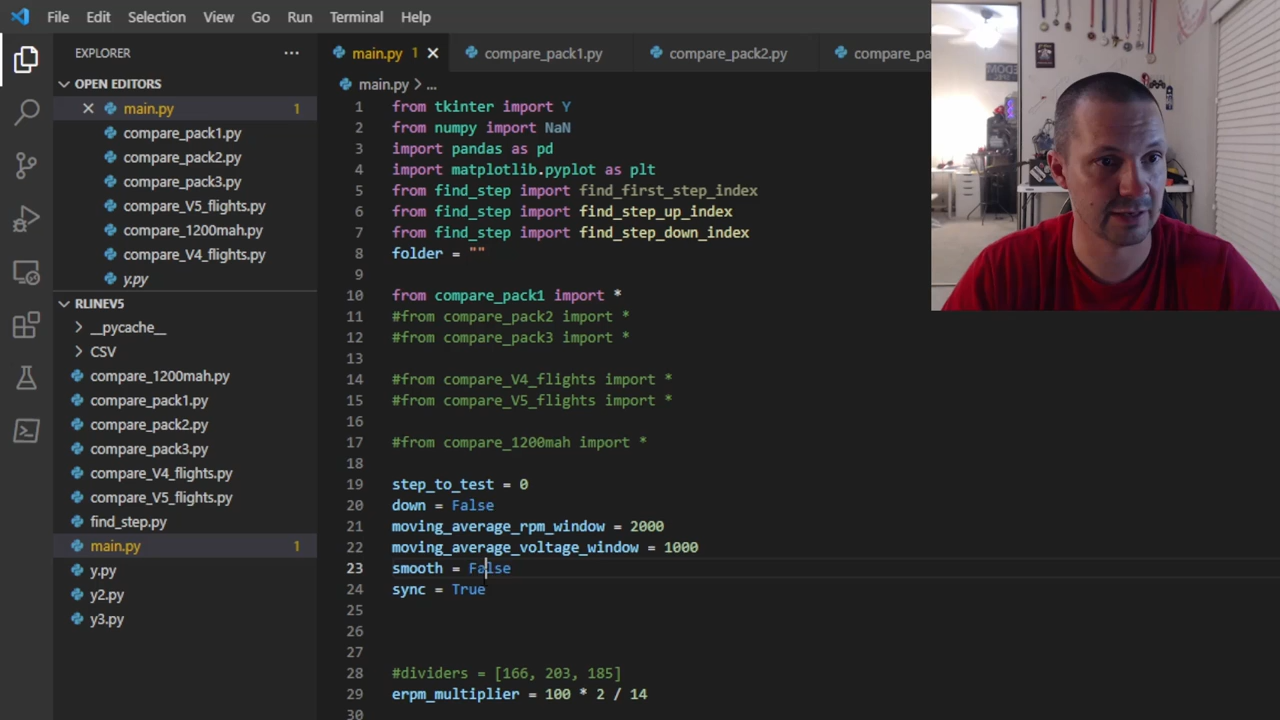 File Edit Selection View Go Run Terminal Help
EXPLORER
OPEN EDITORS
main.py 1
compare_pack1.py
compare_pack2.py
compare_pack3.py
compare_V5_flights.py
compare_1200mah.py
compare_V4_flights.py
y.py
RLINEV5
__pycache__
CSV
compare_1200mah.py
compare_pack1.py
compare_pack2.py
compare_pack3.py
compare_V4_flights.py
compare_V5_flights.py
find_step.py
main.py 1
y.py
y2.py
y3.py
main.py 1 compare_pack1.py compare_pack2.py compare_pa
main.py > ...
1 from tkinter import Y
2 from numpy import NaN
3 import pandas as pd
4 import matplotlib.pyplot as plt
5 from find_step import find_first_step_index
6 from find_step import find_step_up_index
7 from find_step import find_step_down_index
8 folder = ""
9
10 from compare_pack1 import *
11 #from compare_pack2 import *
12 #from compare_pack3 import *
13
14 #from compare_V4_flights import *
15 #from compare_V5_flights import *
16
17 #from compare_1200mah import *
18
19 step_to_test = 0
20 down = False
21 moving_average_rpm_window = 2000
22 moving_average_voltage_window = 1000
23 smooth = False
24 sync = True
25
26
27
28 #dividers = [166, 203, 185]
29 erpm_multiplier = 100 * 2 / 14
30